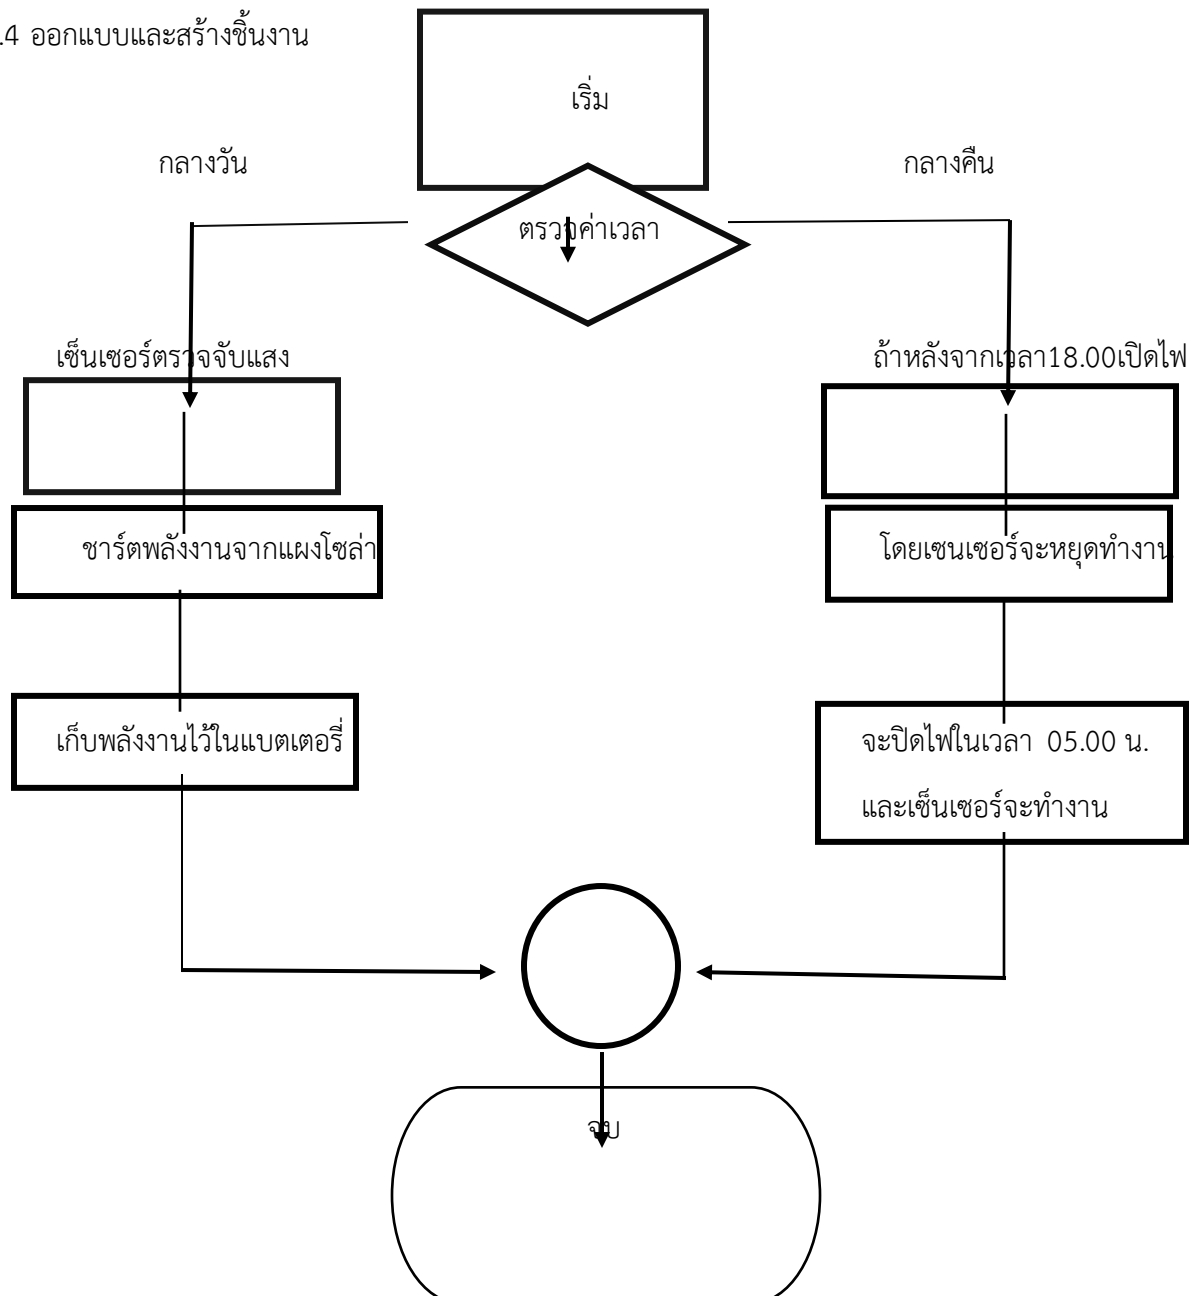 .4 ออกแบบและสร้างชิ้นงาน
เริ่ม
กลางวัน
กลางคืน
ตรวจค่าเวลา
เซ็นเซอร์ตรวจจับแสง
ถ้าหลังจากเวลา18.00เปิดไฟ
ชาร์ตพลังงานจากแผงโซล่า
โดยเซนเซอร์จะหยุดทำงาน
เก็บพลังงานไว้ในแบตเตอรี่
จะปิดไฟในเวลา 05.00 น.
และเซ็นเซอร์จะทำงาน
จบ